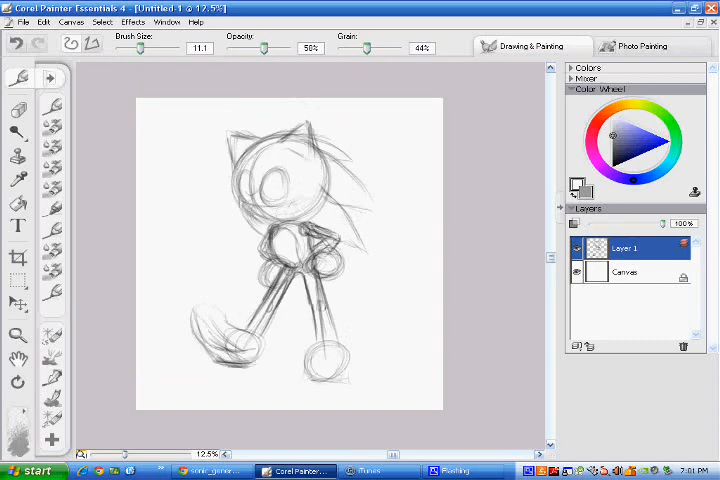 Corel Painter Essentials 4 - [Untitled-1 @ 17.5%]
File Edit Canvas Select Effects Window Help
Brush Size: 11.1 Opacity: 58% Grain: 44% Drawing & Painting Photo Painting
Colors
Mixer
Color Wheel
Layers
100%
Layer 1
Canvas
T
12.5%
start sonic_gener... Corel Painter... iTunes Flashing 7:01 PM